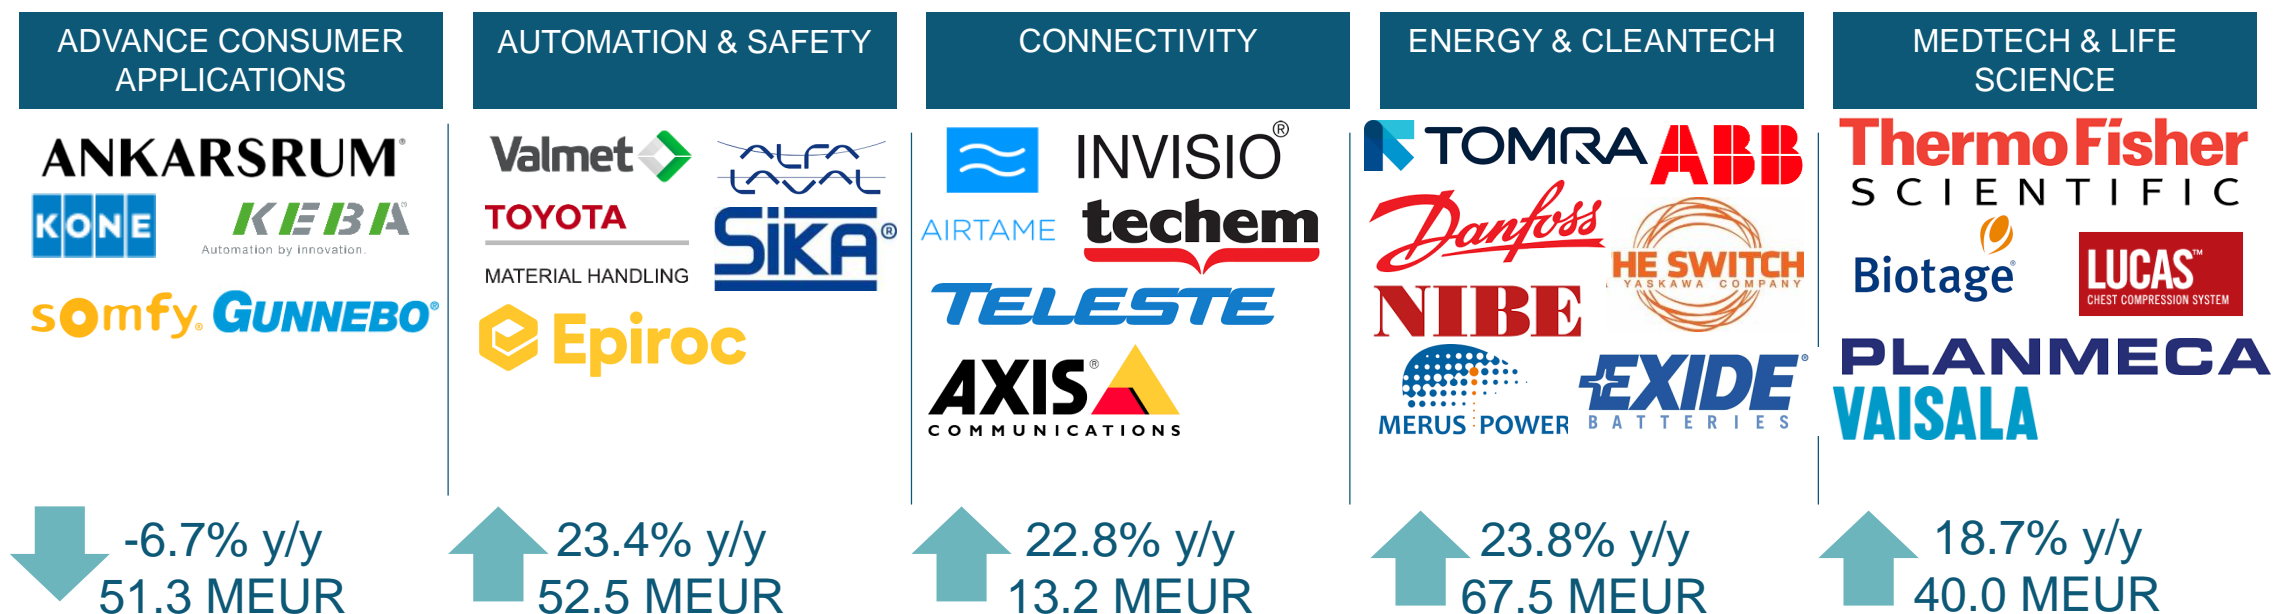 ADVANCE CONSUMER
APPLICATIONS
ANKARSRUM®
KONE
KEBA®
Automation by innovation.
somfy®
GUNNEBO®
-6.7% y/y
51.3 MEUR
AUTOMATION & SAFETY
Valmet
ALFA
LAVAL
TOYOTA
MATERIAL HANDLING
SIKA®
Epiroc
23.4% y/y
52.5 MEUR
CONNECTIVITY
AIRTAME
INVISIO®
techem
TELESTE
AXIS®
COMMUNICATIONS
22.8% y/y
13.2 MEUR
ENERGY & CLEANTECH
TOMRA
ABB
Danfoss
HE SWITCH
YASKAWA COMPANY
NIBE
MERUS POWER
EXIDE®
BATTERIES
23.8% y/y
67.5 MEUR
MEDTECH & LIFE
SCIENCE
ThermoFisher
SCIENTIFIC
Biotage®
LUCAS™
CHEST COMPRESSION SYSTEM
PLANMECA
VAISALA
18.7% y/y
40.0 MEUR